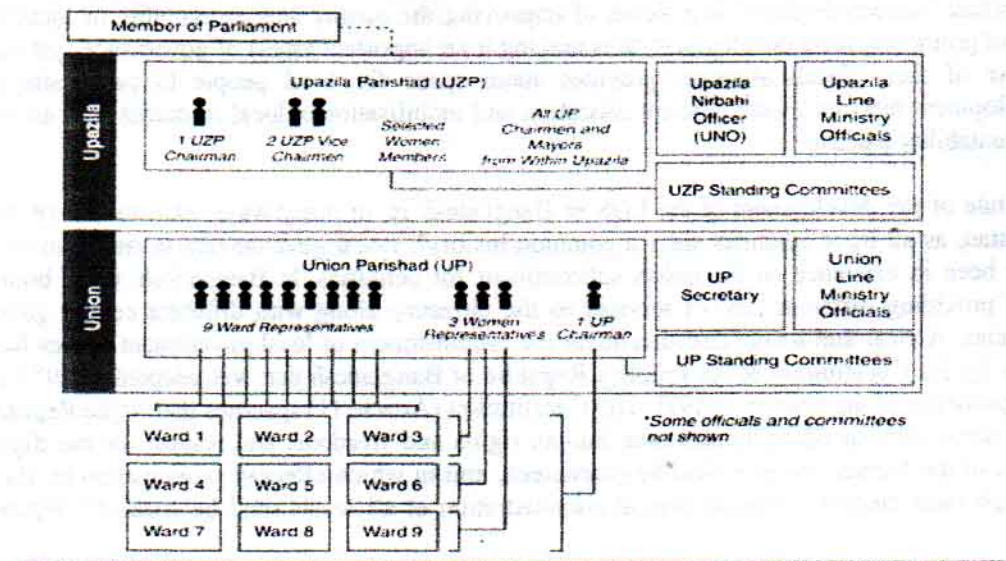 Member of Parliament
Upazila
Upazila Parishad (UZP)
1 UZP
Chairman
2 UZP Vice
Chairmen
Selected
Women
Members
Chairmen and
Mayors
from Within Upazila
Upazila
Nirbahi
Officer
(UNO)
Upazila
Line
Ministry
Officials
UZP Standing Committees
Union
Union Parishad (UP)
9 Ward Representatives
3 Women
Representatives
1 UP
Chairman
UP
Secretary
Union
Line
Ministry
Officials
UP Standing Committees
*Some officials and committees
not shown
Ward 1
Ward 2
Ward 3
Ward 4
Ward 5
Ward 6
Ward 7
Ward 8
Ward 9